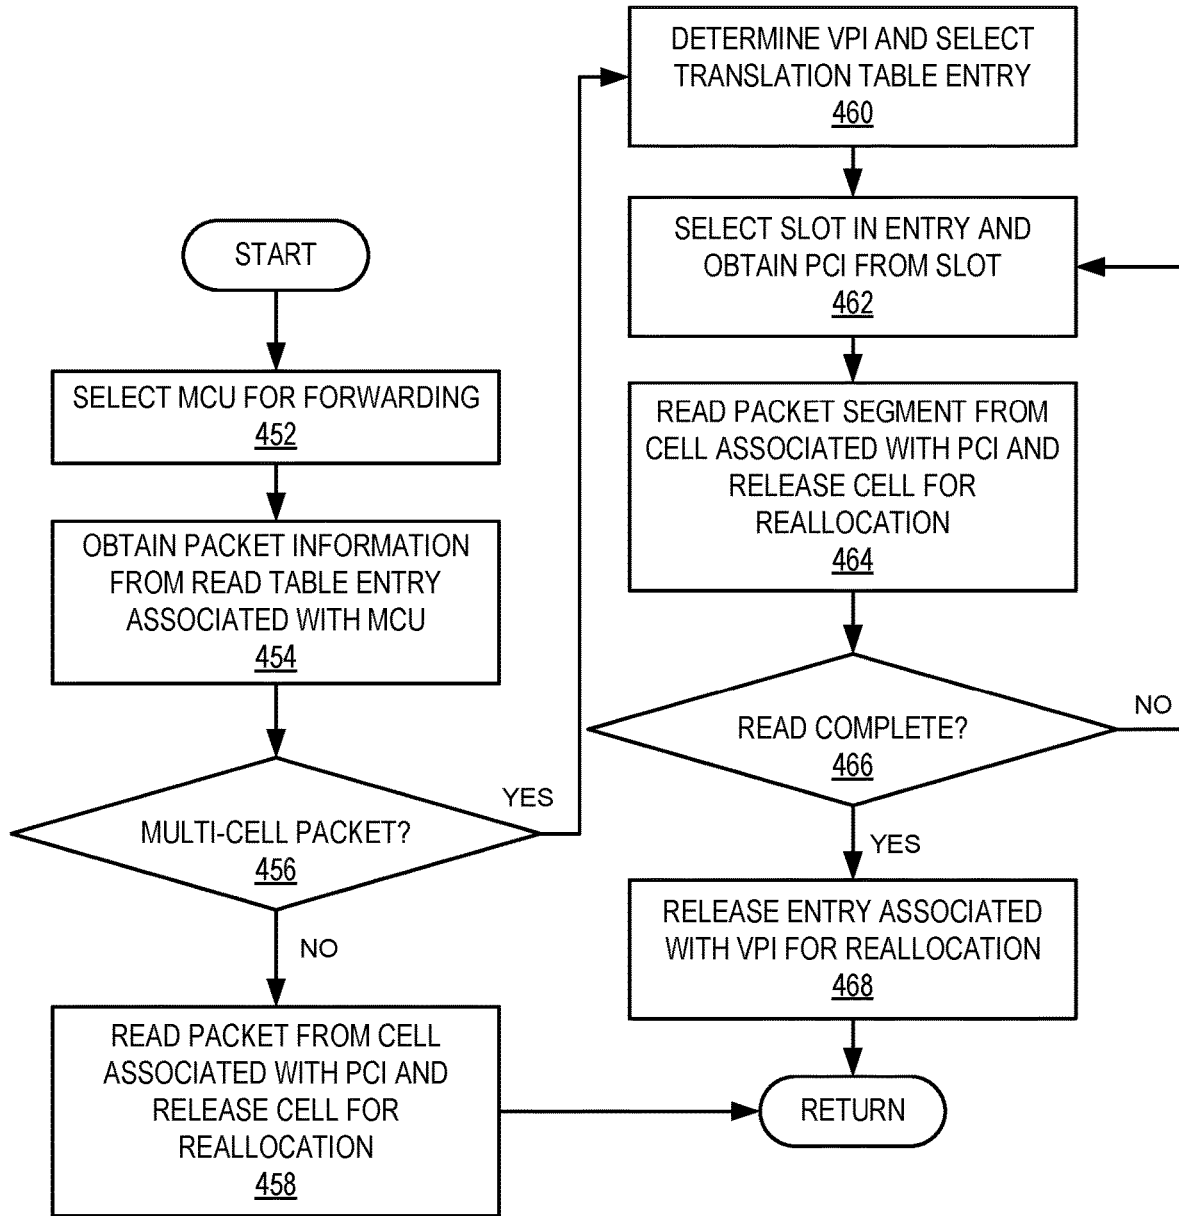 START
SELECT MCU FOR FORWARDING
452
OBTAIN PACKET INFORMATION
FROM READ TABLE ENTRY
ASSOCIATED WITH MCU
454
MULTI-CELL PACKET?
456
YES
NO
READ PACKET FROM CELL
ASSOCIATED WITH PCI AND
RELEASE CELL FOR
REALLOCATION
458
DETERMINE VPI AND SELECT
TRANSLATION TABLE ENTRY
460
SELECT SLOT IN ENTRY AND
OBTAIN PCI FROM SLOT
462
READ PACKET SEGMENT FROM
CELL ASSOCIATED WITH PCI AND
RELEASE CELL FOR
REALLOCATION
464
READ COMPLETE?
466
NO
YES
RELEASE ENTRY ASSOCIATED
WITH VPI FOR REALLOCATION
468
RETURN